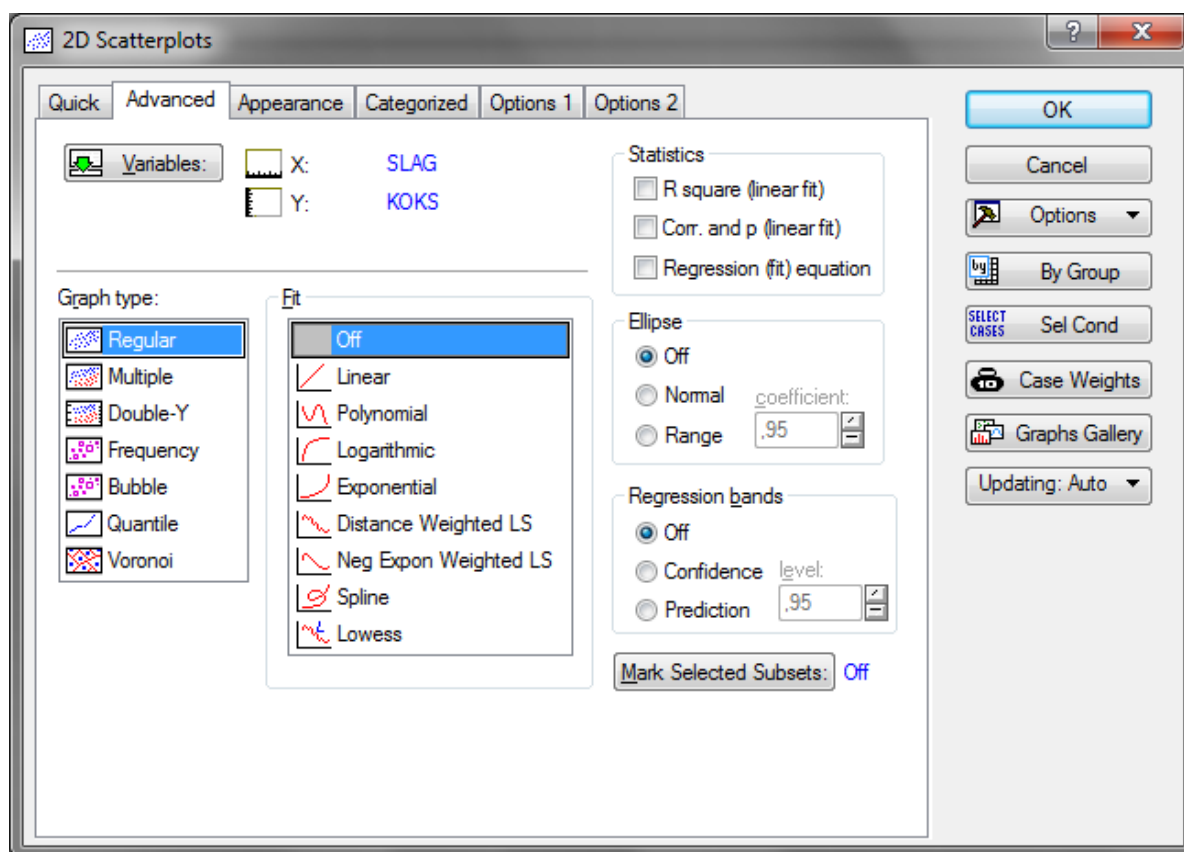 2D Scatterplots
?
X
Quick Advanced Appearance Categorized Options 1 Options 2
Variables:
X: SLAG
Y: KOKS
Graph type:
Regular
Multiple
Double-Y
Frequency
Bubble
Quantile
Voronoi
Fit
Off
Linear
Polynomial
Logarithmic
Exponential
Distance Weighted LS
Neg Expon Weighted LS
Spline
Lowess
Statistics
R square (linear fit)
Corr. and p (linear fit)
Regression (fit) equation
Ellipse
Off
Normal
Range
coefficient:
,95
Regression bands
Off
Confidence
Prediction
level:
,95
Mark Selected Subsets: Off
OK
Cancel
Options
by By Group
SELECT CASES Sel Cond
Case Weights
Graphs Gallery
Updating: Auto